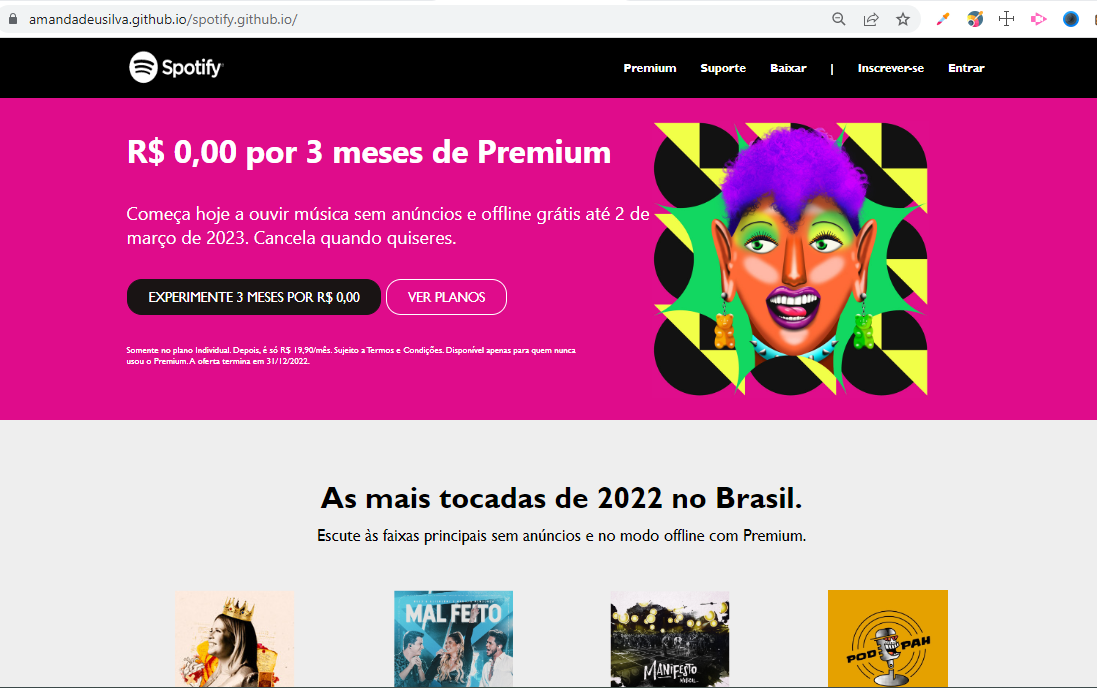 amandadeusilva.github.io/spotify.github.io/
Spotify
Premium Suporte Baixar | Inscrever-se Entrar
R$ 0,00 por 3 meses de Premium
Começa hoje a ouvir música sem anúncios e offline grátis até 2 de
março de 2023. Cancela quando quiseres.
EXPERIMENTE 3 MESES POR R$ 0,00 VER PLANOS
Somente no plano Individual. Depois, é só R$ 19,90/mês. Sujeito a Termos e Condições. Disponível apenas para quem nunca
usou o Premium. A oferta termina em 31/12/2022.
As mais tocadas de 2022 no Brasil.
Escute às faixas principais sem anúncios e no modo offline com Premium.
MAL FEITO
MANIFESTO
MUSICAL
POD PAH